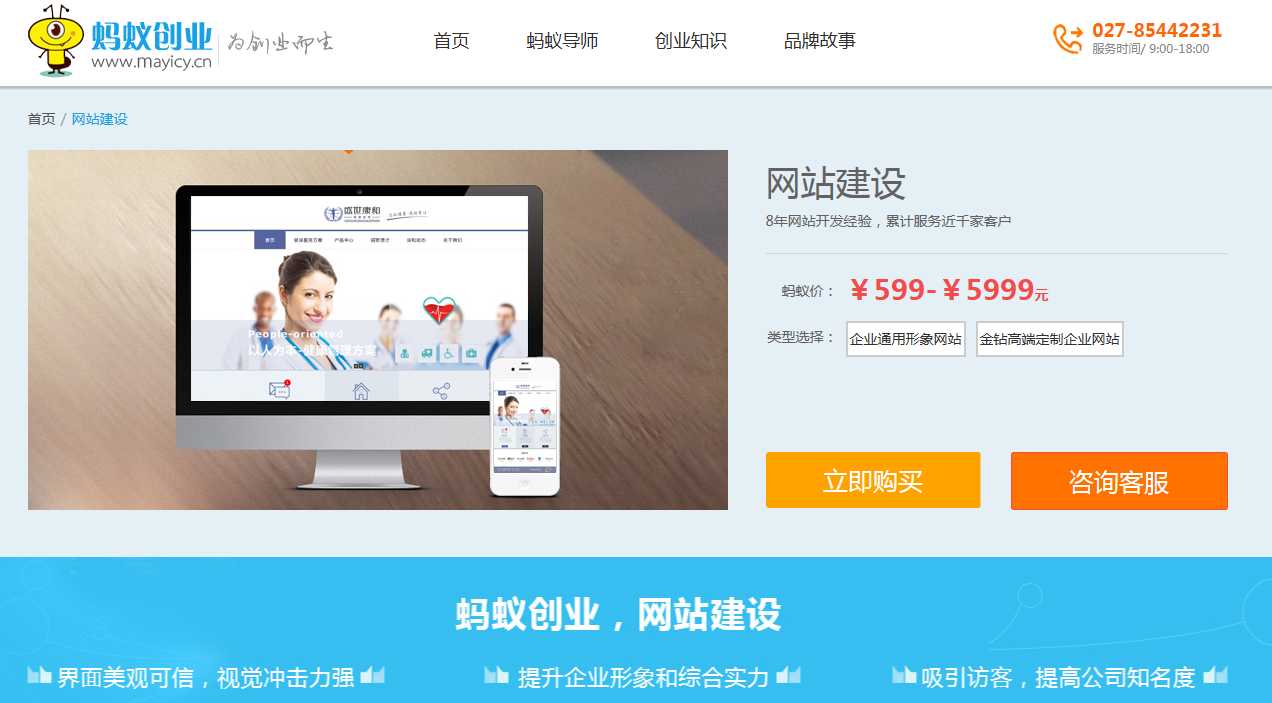 蚂蚁创业
www.mayicy.cn
为创业而生
首页
蚂蚁导师
创业知识
品牌故事
027-85442231
服务时间/ 9:00-18:00
首页 / 网站建设
盛世康和
首页 健康服务方案 产品中心 关于我们
People-oriented
以人为本-健康管理方案
网站建设
8年网站开发经验，累计服务近千家客户
蚂蚁价： ￥599-￥5999元
类型选择： 企业通用形象网站 金钻高端定制企业网站
立即购买
咨询客服
蚂蚁创业，网站建设
界面美观可信，视觉冲击力强
提升企业形象和综合实力
吸引访客，提高公司知名度